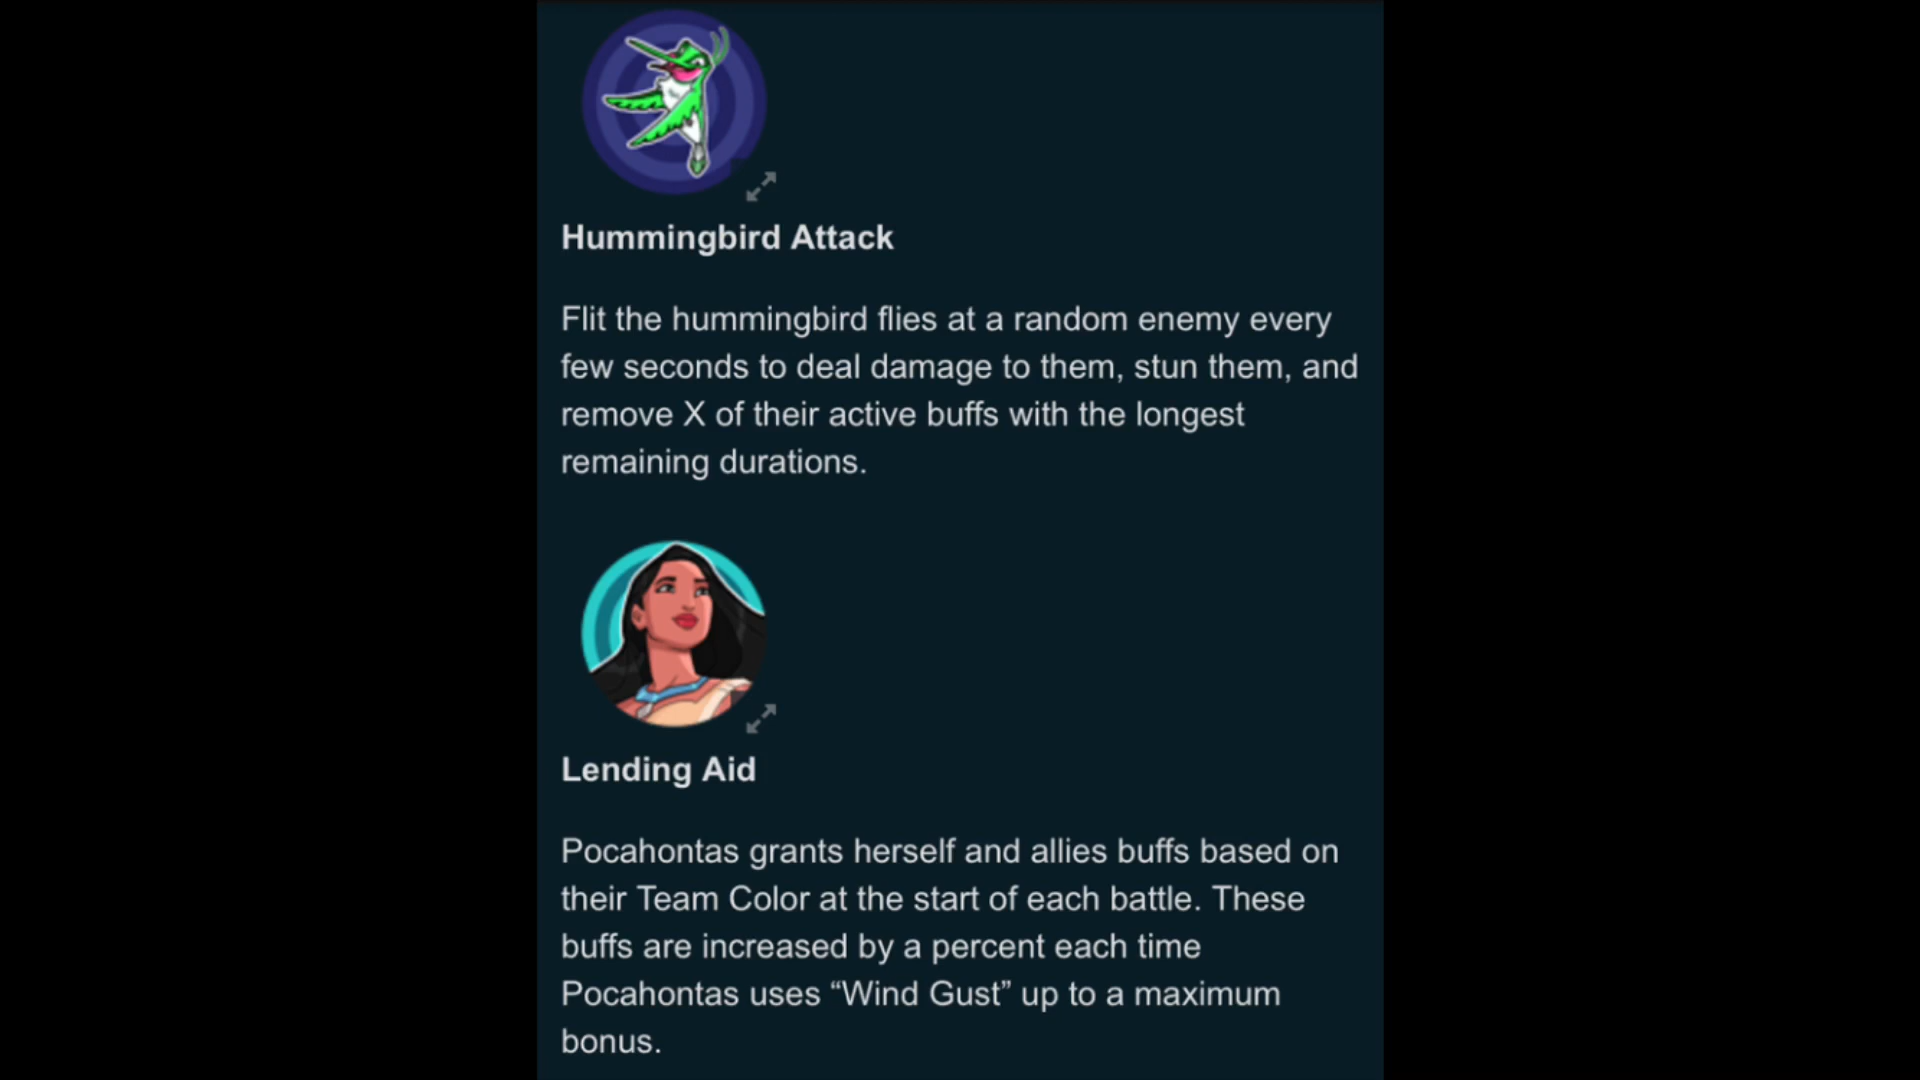 Hummingbird Attack
Flit the hummingbird flies at a random enemy every
few seconds to deal damage to them, stun them, and
remove X of their active buffs with the longest
remaining durations.
Lending Aid
Pocahontas grants herself and allies buffs based on
their Team Color at the start of each battle. These
buffs are increased by a percent each time
Pocahontas uses “Wind Gust” up to a maximum
bonus.